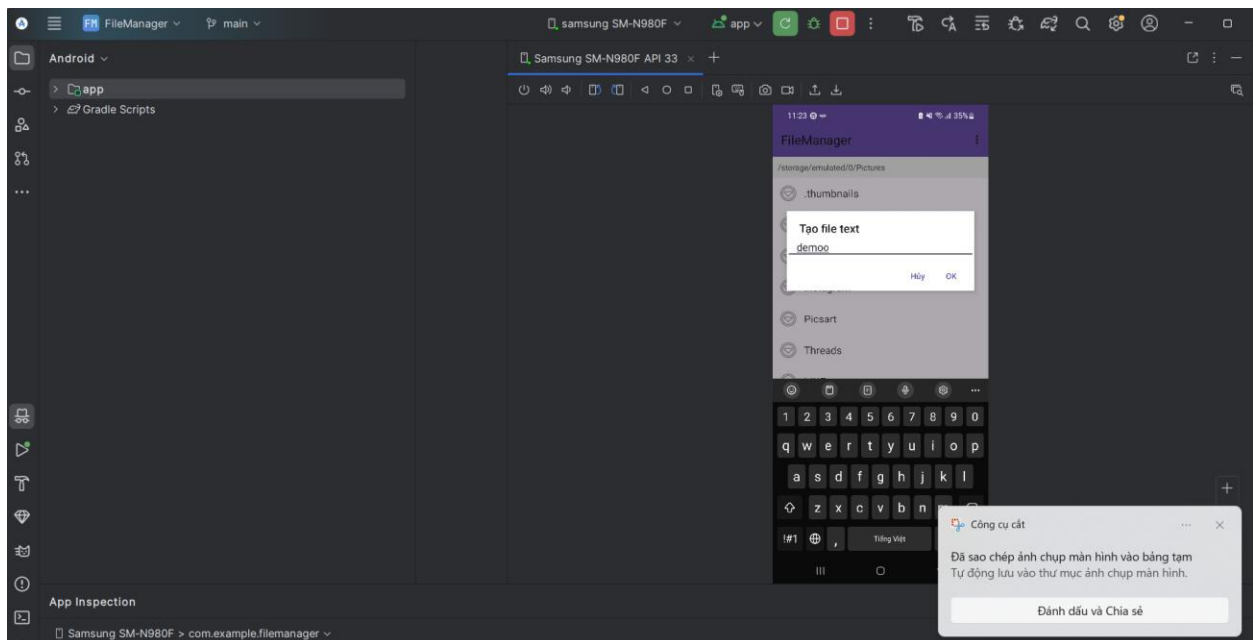 FM FileManager main
samsung SM-N980F app
Android
Samsung SM-N980F API 33
app
Gradle Scripts
11:23 35%
FileManager
/storage/emulated/0/Pictures
.thumbnails
Tạo file text
demoo
Hủy OK
Picsart
Threads
1 2 3 4 5 6 7 8 9 0
q w e r t y u i o p
a s d f g h j k l
z x c v b n
!#1 , Tiếng Việt
Công cụ cắt
Đã sao chép ảnh chụp màn hình vào bảng tạm
Tự động lưu vào thư mục ảnh chụp màn hình.
Đánh dấu và Chia sẻ
App Inspection
Samsung SM-N980F > com.example.filemanager